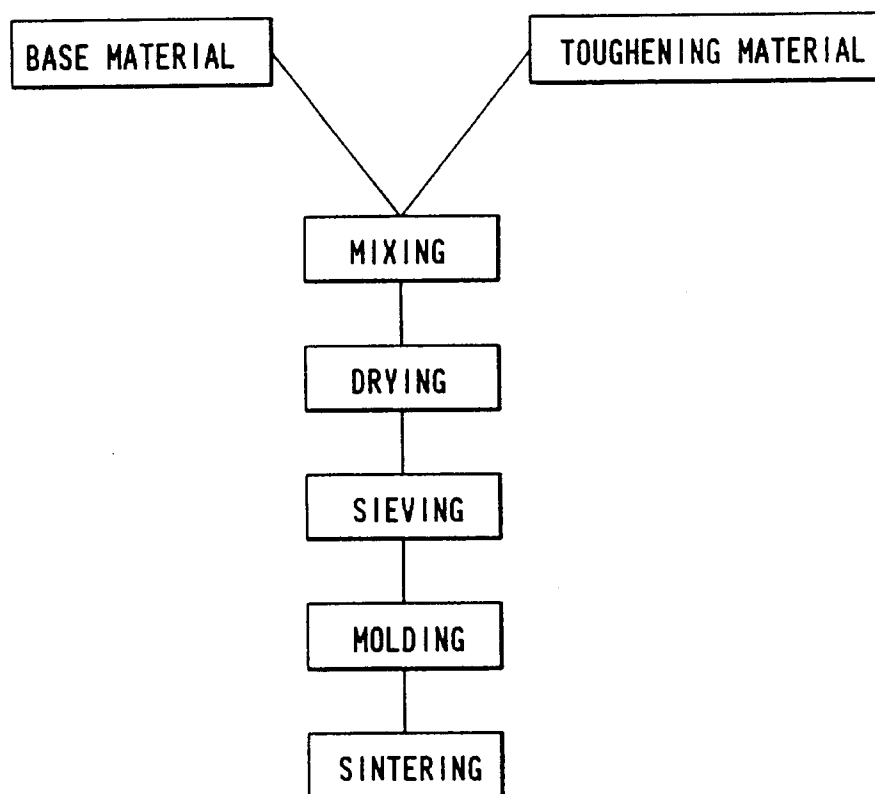 BASE MATERIAL
TOUGHENING MATERIAL
MIXING
DRYING
SIEVING
MOLDING
SINTERING